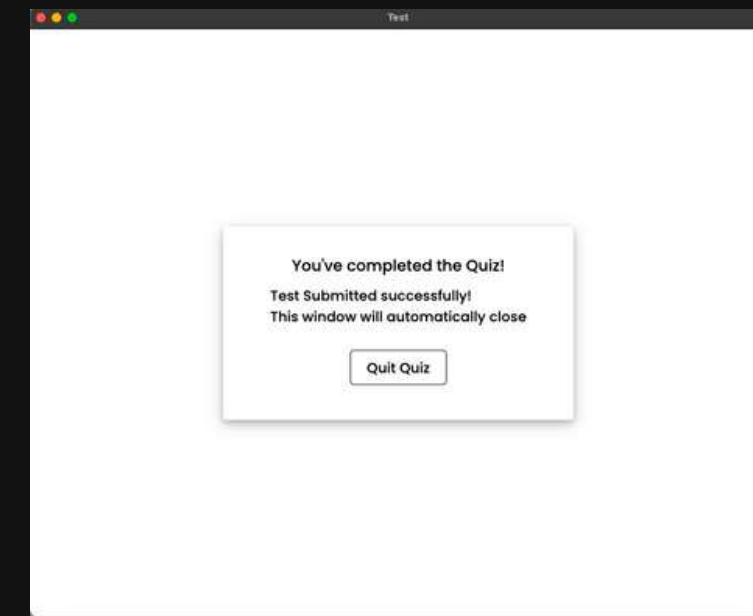 Test
You've completed the Quiz!
Test Submitted successfully!
This window will automatically close
Quit Quiz